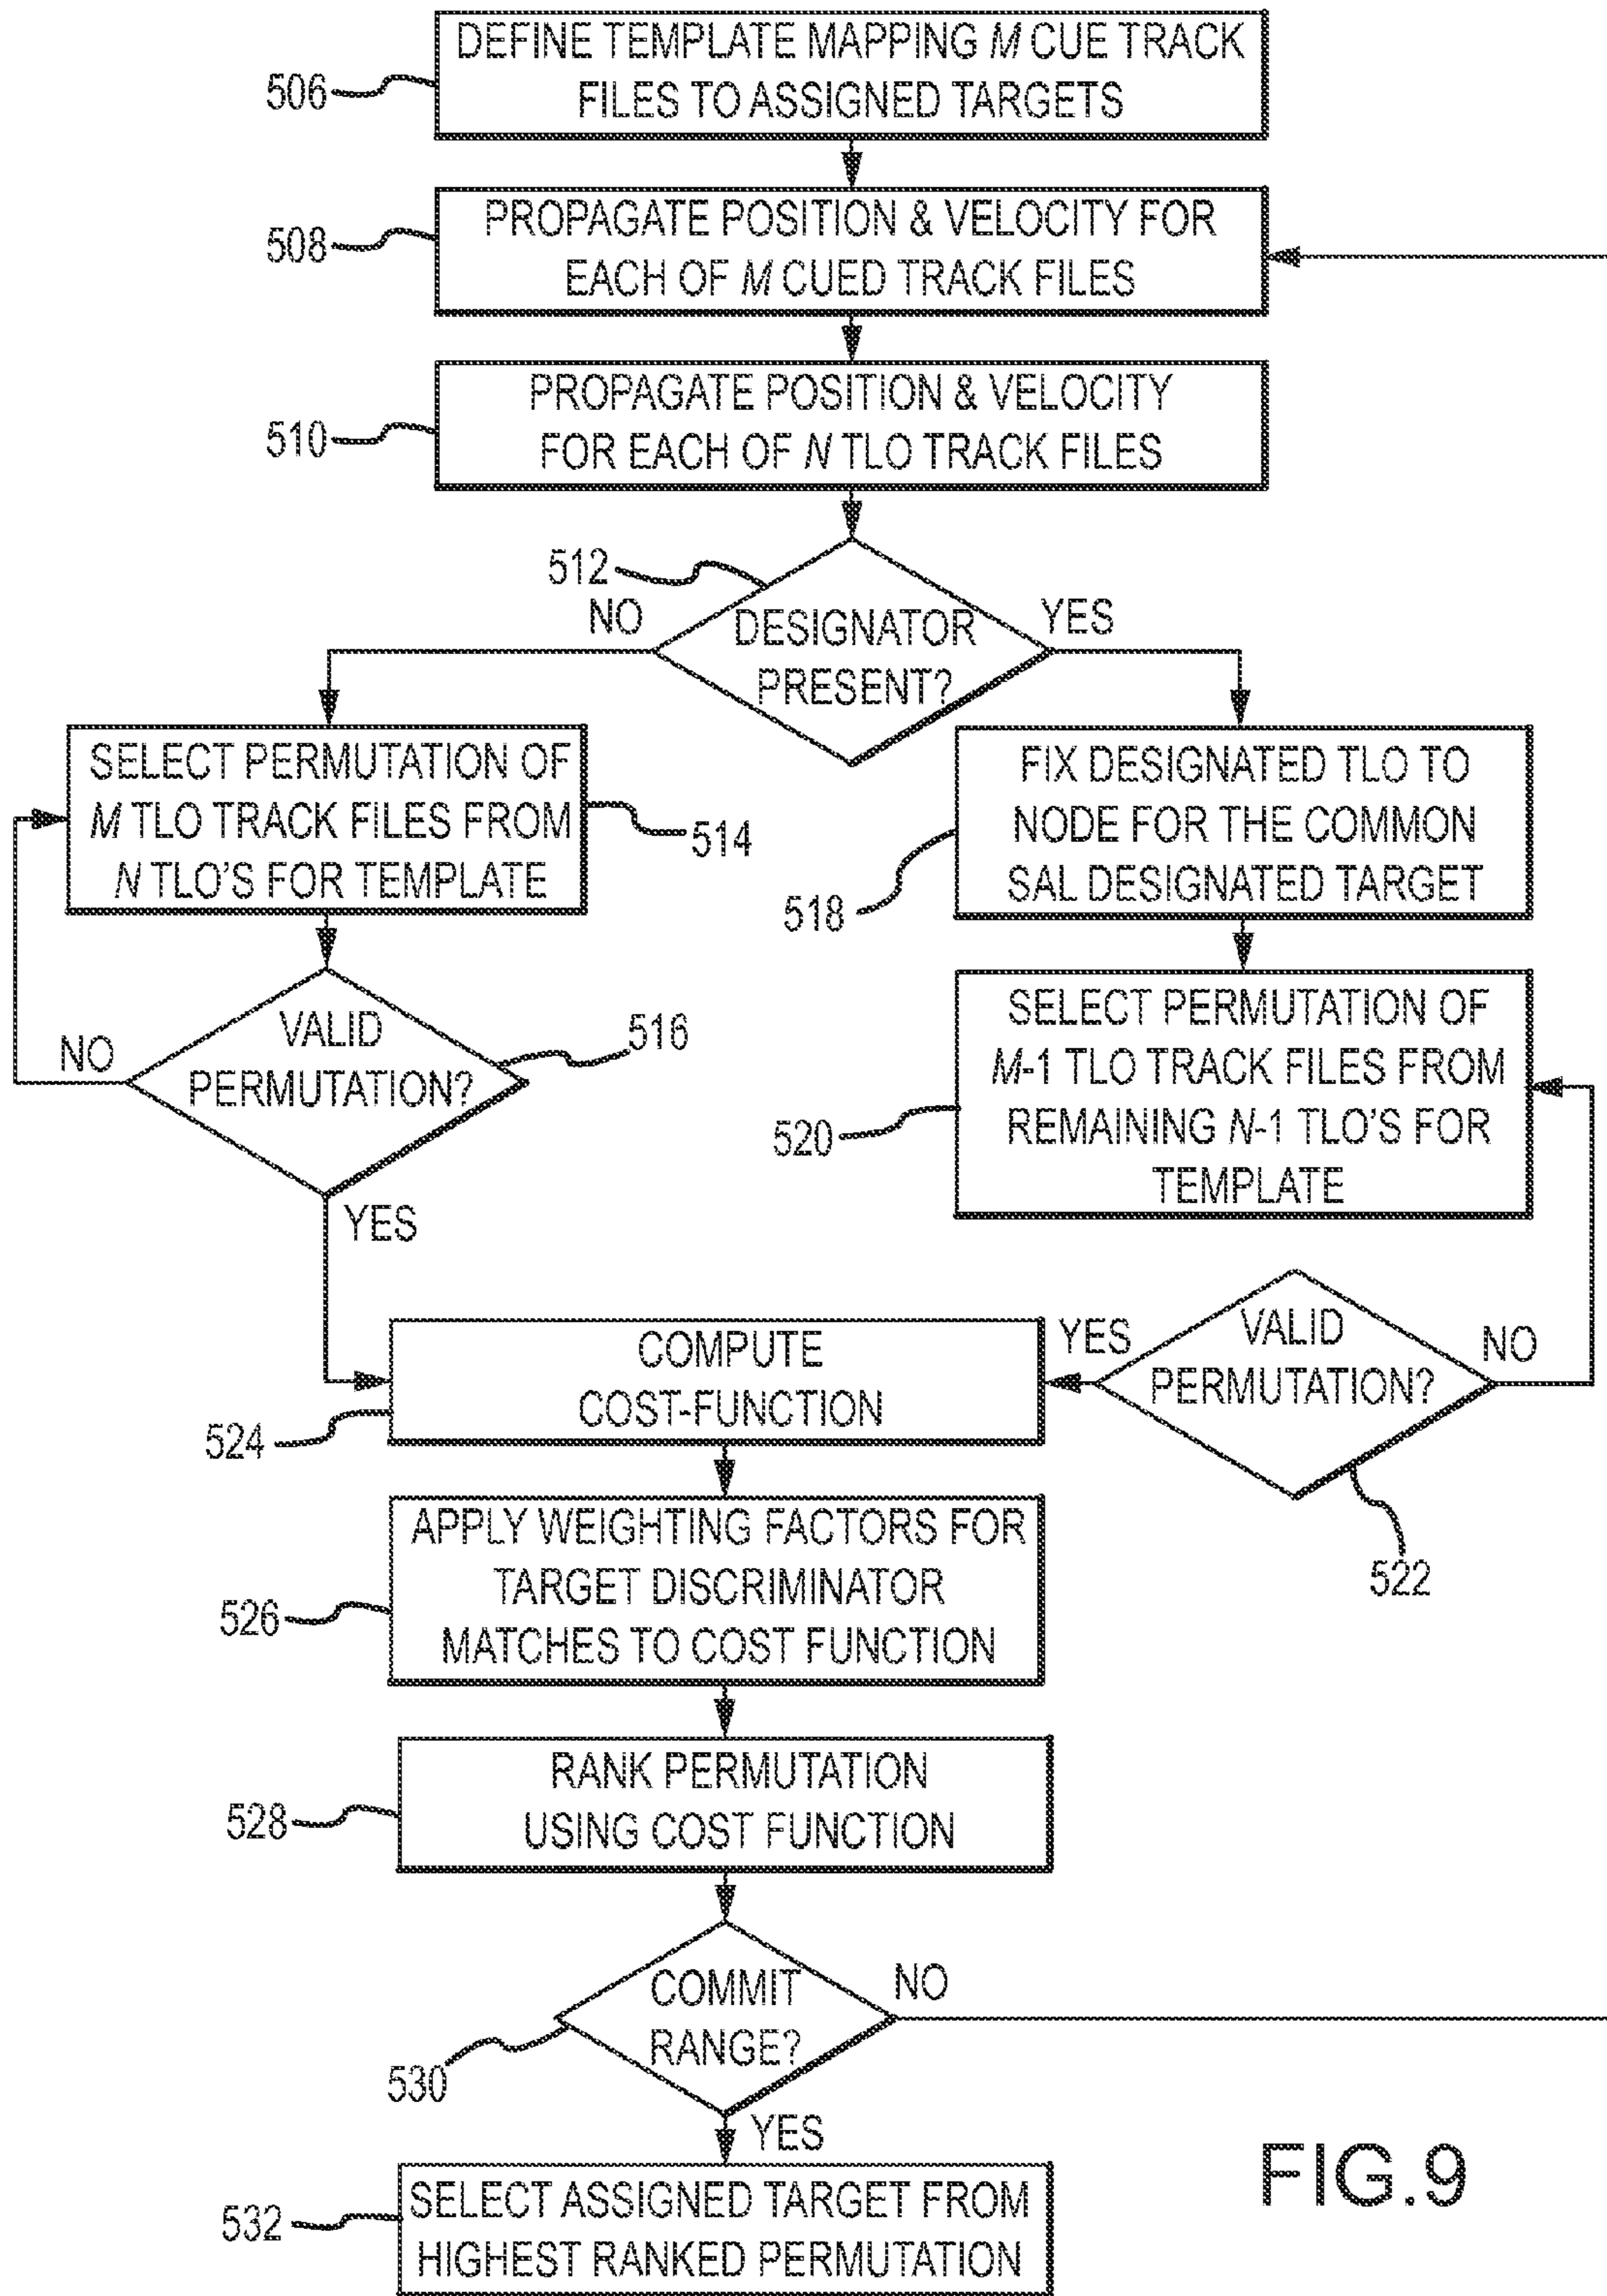 DEFINE TEMPLATE MAPPING M CUE TRACK
FILES TO ASSIGNED TARGETS
506
PROPAGATE POSITION & VELOCITY FOR
EACH OF M CUED TRACK FILES
508
PROPAGATE POSITION & VELOCITY
FOR EACH OF N TLO TRACK FILES
510
512
NO
DESIGNATOR
PRESENT?
YES
SELECT PERMUTATION OF
M TLO TRACK FILES FROM
N TLO'S FOR TEMPLATE
514
FIX DESIGNATED TLO TO
NODE FOR THE COMMON
SAL DESIGNATED TARGET
518
VALID
PERMUTATION?
516
NO
YES
SELECT PERMUTATION OF
M-1 TLO TRACK FILES FROM
REMAINING N-1 TLO'S FOR
TEMPLATE
520
COMPUTE
COST-FUNCTION
524
YES
VALID
PERMUTATION?
NO
522
APPLY WEIGHTING FACTORS FOR
TARGET DISCRIMINATOR
MATCHES TO COST FUNCTION
526
RANK PERMUTATION
USING COST FUNCTION
528
COMMIT
RANGE?
NO
530
YES
SELECT ASSIGNED TARGET FROM
HIGHEST RANKED PERMUTATION
532
FIG.9